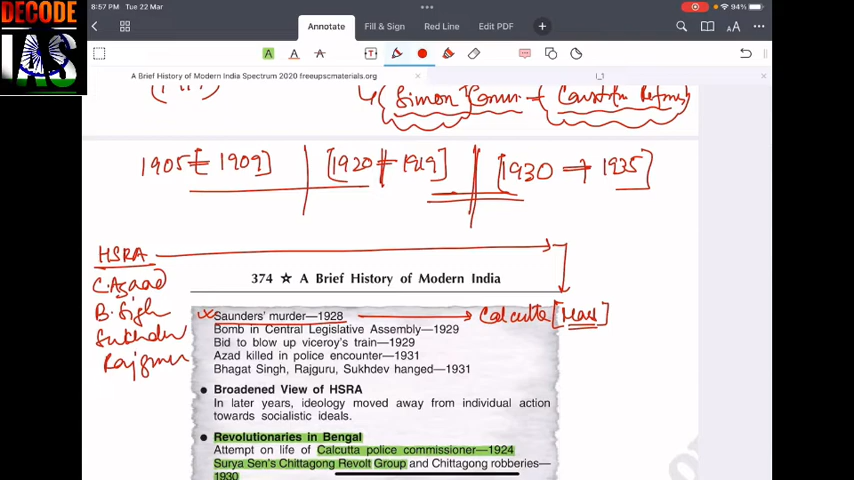 DECODE
IAS
8:57 PM Tue 22 Mar
94%
Annotate Fill & Sign Red Line Edit PDF
A Brief History of Modern India Spectrum 2020 freeupscmaterials.org
Simon Comm. Constitn Reforms
1905 1909] [1920 1919] [1930 → 1935]
HSRA
C. Azaad
B. Sigh
Sukhdev
Rajguru
374 ★ A Brief History of Modern India
Saunders' murder—1928 Calcutta
Bomb in Central Legislative Assembly—1929
Bid to blow up viceroy's train—1929
Azad killed in police encounter—1931
Bhagat Singh, Rajguru, Sukhdev hanged—1931
● Broadened View of HSRA
In later years, ideology moved away from individual action
towards socialistic ideals.
● Revolutionaries in Bengal
Attempt on life of Calcutta police commissioner—1924
Surya Sen's Chittagong Revolt Group and Chittagong robberies—
1930